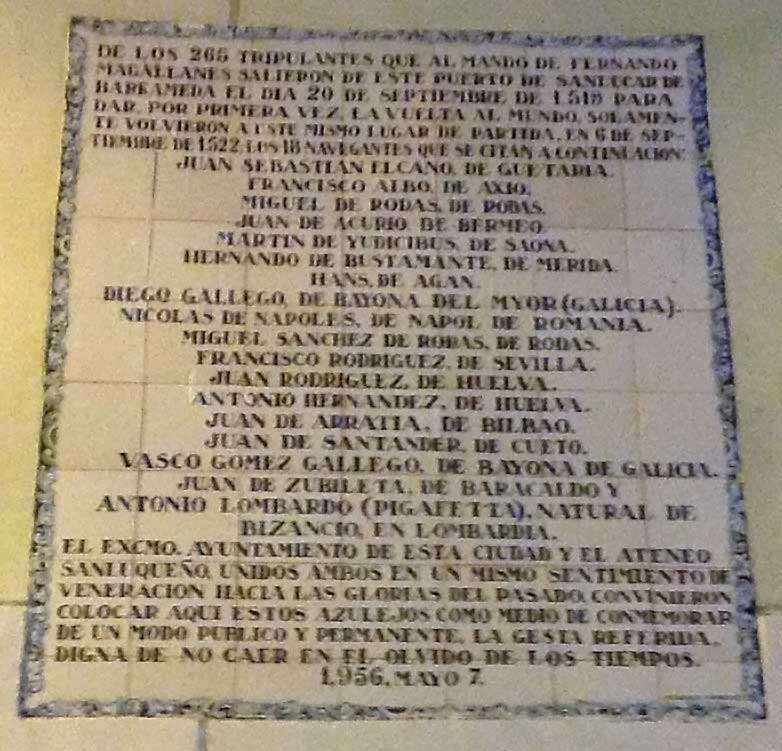 DE LOS 265 TRIPULANTES QUE AL MANDO DE FERNANDO
MAGALLANES SALIERON DE ESTE PUERTO DE SANLUCAR DE
BARRAMEDA EL DIA 20 DE SEPTIEMBRE DE 1519 PARA
DAR, POR PRIMERA VEZ, LA VUELTA AL MUNDO, SOLAMEN-
TE VOLVIERON A ESTE MISMO LUGAR DE PARTIDA, EN 6 DE SEP-
TIEMBRE DE 1522, LOS 18 NAVEGANTES QUE SE CITAN A CONTINUACION:
JUAN SEBASTIAN ELCANO, DE GUETARIA.
FRANCISCO ALBO, DE AXIO.
MIGUEL DE RODAS, DE RODAS.
JUAN DE ACURIO, DE BERMEO.
MARTIN DE YUDICIBUS, DE SAONA.
HERNANDO DE BUSTAMANTE, DE MERIDA.
HANS, DE AGAN.
DIEGO GALLEGO, DE BAYONA DEL MYOR (GALICIA).
NICOLAS DE NAPOLES, DE NAPOL DE ROMANIA.
MIGUEL SANCHEZ DE RODAS, DE RODAS.
FRANCISCO RODRIGUEZ, DE SEVILLA.
JUAN RODRIGUEZ, DE HUELVA.
ANTONIO HERNANDEZ, DE HUELVA.
JUAN DE ARRATIA, DE BILBAO.
JUAN DE SANTANDER, DE CUETO.
VASCO GOMEZ GALLEGO, DE BAYONA DE GALICIA.
JUAN DE ZUBILETA, DE BARACALDO Y
ANTONIO LOMBARDO (PIGAFETTA), NATURAL DE
BIZANCIO, EN LOMBARDIA.
EL EXCMO. AYUNTAMIENTO DE ESTA CIUDAD Y EL ATENEO
SANLUQUEÑO, UNIDOS AMBOS EN UN MISMO SENTIMIENTO DE
VENERACION HACIA LAS GLORIAS DEL PASADO, CONVINIERON
COLOCAR AQUI ESTOS AZULEJOS COMO MEDIO DE CONMEMORAR
DE UN MODO PUBLICO Y PERMANENTE, LA GESTA REFERIDA,
DIGNA DE NO CAER EN EL OLVIDO DE LOS TIEMPOS.
1.956, MAYO 7.